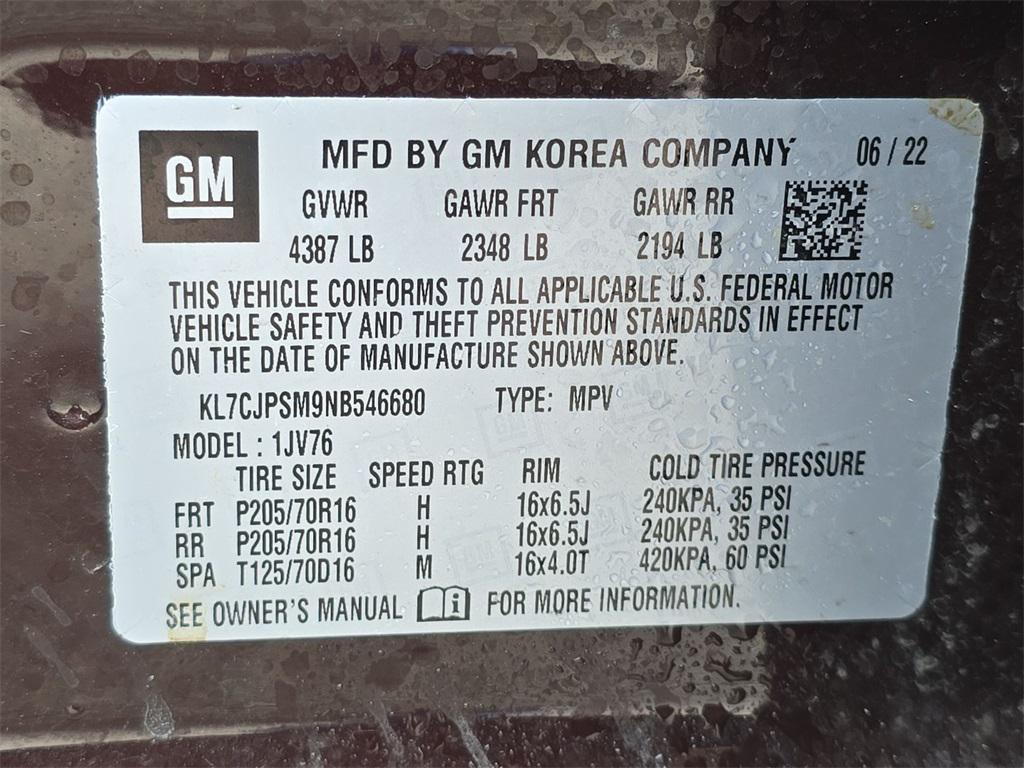 GM
MFD BY GM KOREA COMPANY 06 / 22
GVWR GAWR FRT GAWR RR
4387 LB 2348 LB 2194 LB
THIS VEHICLE CONFORMS TO ALL APPLICABLE U.S. FEDERAL MOTOR
VEHICLE SAFETY AND THEFT PREVENTION STANDARDS IN EFFECT
ON THE DATE OF MANUFACTURE SHOWN ABOVE.
KL7CJPSM9NB546680 TYPE: MPV
MODEL : 1JV76
TIRE SIZE SPEED RTG RIM COLD TIRE PRESSURE
FRT P205/70R16 H 16x6.5J 240KPA, 35 PSI
RR P205/70R16 H 16x6.5J 240KPA, 35 PSI
SPA T125/70D16 M 16x4.0T 420KPA, 60 PSI
SEE OWNER'S MANUAL i FOR MORE INFORMATION.